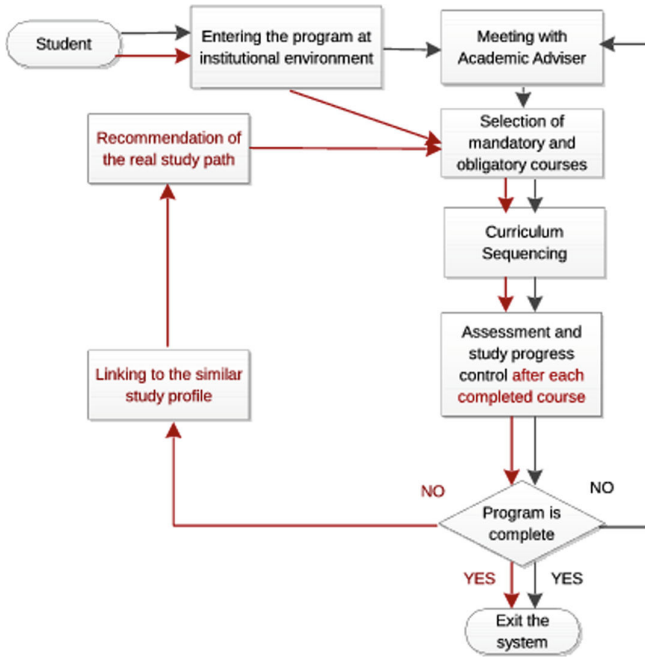 Student
Entering the program at
institutional environment
Meeting with
Academic Adviser
Recommendation of
the real study path
Selection of
mandatory and
obligatory courses
Curriculum
Sequencing
Assessment and
study progress
control after each
completed course
Linking to the similar
study profile
NO
NO
Program is
complete
YES
YES
Exit the
system